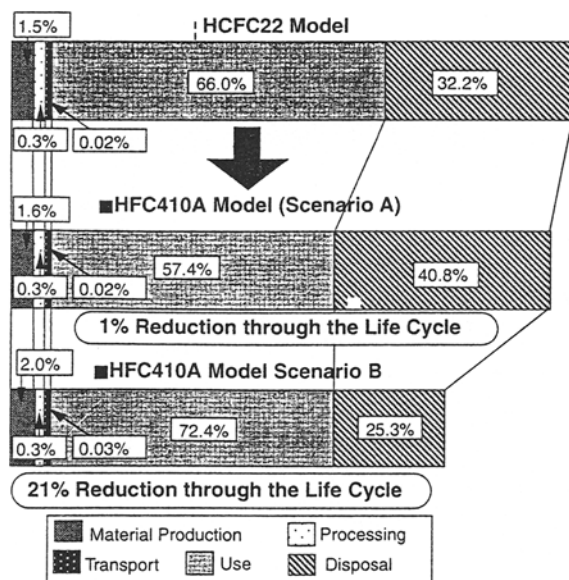 1.5%
HCFC22 Model
66.0%
32.2%
0.3%
0.02%
■HFC410A Model (Scenario A)
1.6%
57.4%
40.8%
0.3%
0.02%
1% Reduction through the Life Cycle
2.0%
■HFC410A Model Scenario B
72.4%
25.3%
0.3%
0.03%
21% Reduction through the Life Cycle
Material Production
Processing
Transport
Use
Disposal